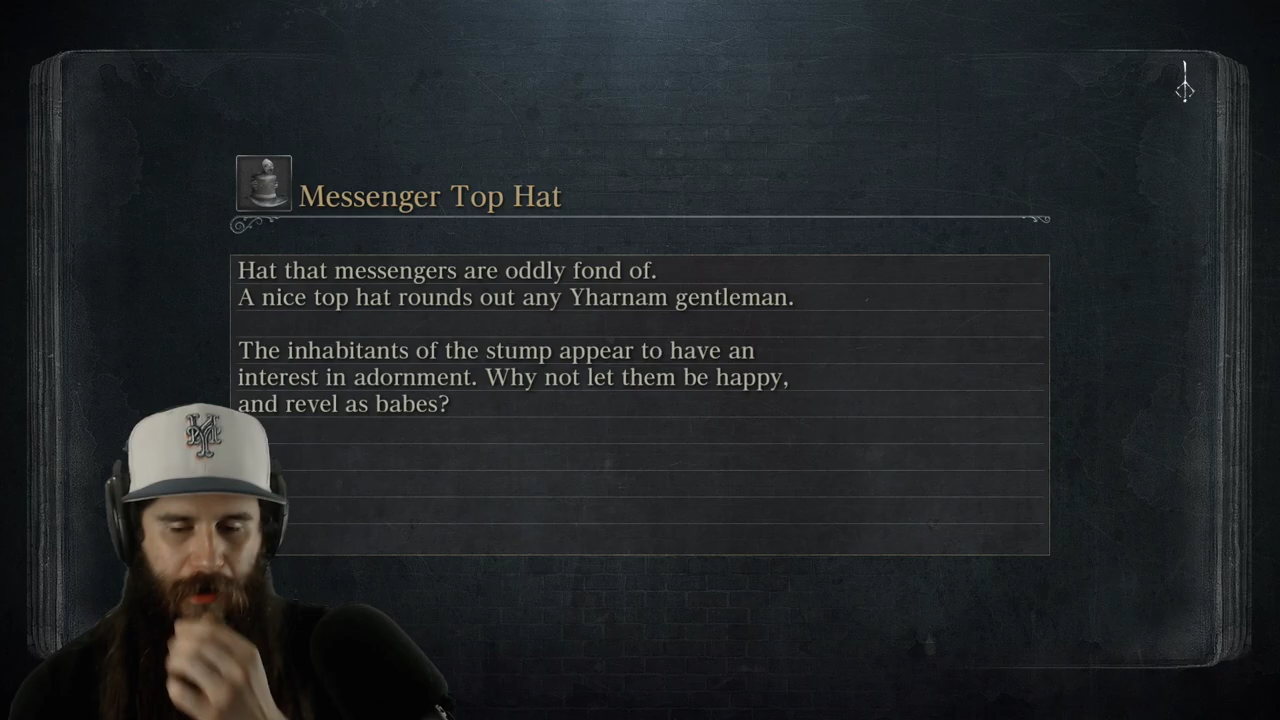 Messenger Top Hat
Hat that messengers are oddly fond of.
A nice top hat rounds out any Yharnam gentleman.
The inhabitants of the stump appear to have an
interest in adornment. Why not let them be happy,
and revel as babes?
NY